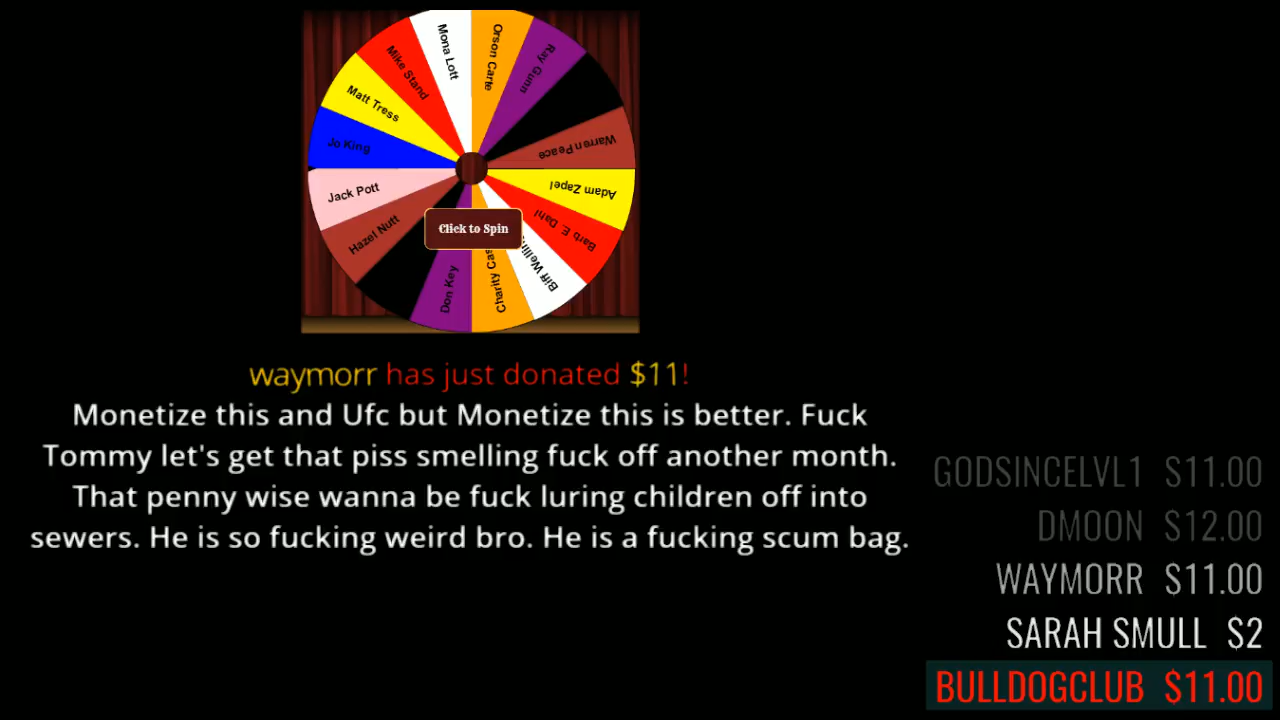 Mona Lott
Orson Carte
Ray Gunn
Mike Stand
Matt Tress
Jo King
Warren Peace
Adam Zapel
Jack Pott
Barb E. Dahl
Hazel Nutt
Click to Spin
Biff Wellin
Charity Cas
Don Key
waymorr has just donated $11!
Monetize this and Ufc but Monetize this is better. Fuck
Tommy let's get that piss smelling fuck off another month.
That penny wise wanna be fuck luring children off into
sewers. He is so fucking weird bro. He is a fucking scum bag.
GODSINCELVL1 $11.00
DMOON $12.00
WAYMORR $11.00
SARAH SMULL $2
BULLDOGCLUB $11.00